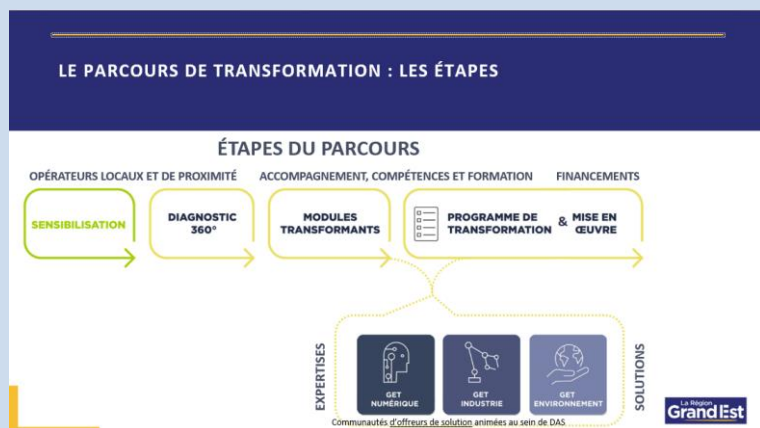 LE PARCOURS DE TRANSFORMATION : LES ÉTAPES
ÉTAPES DU PARCOURS
OPÉRATEURS LOCAUX ET DE PROXIMITÉ
ACCOMPAGNEMENT, COMPÉTENCES ET FORMATION
FINANCEMENTS
SENSIBILISATION
DIAGNOSTIC
360°
MODULES
TRANSFORMANTS
PROGRAMME DE
TRANSFORMATION
&
MISE EN
ŒUVRE
EXPERTISES
GET
NUMÉRIQUE
GET
INDUSTRIE
GET
ENVIRONNEMENT
SOLUTIONS
Communautés d'offreurs de solution animées au sein de DAS
La Région
Grand Est